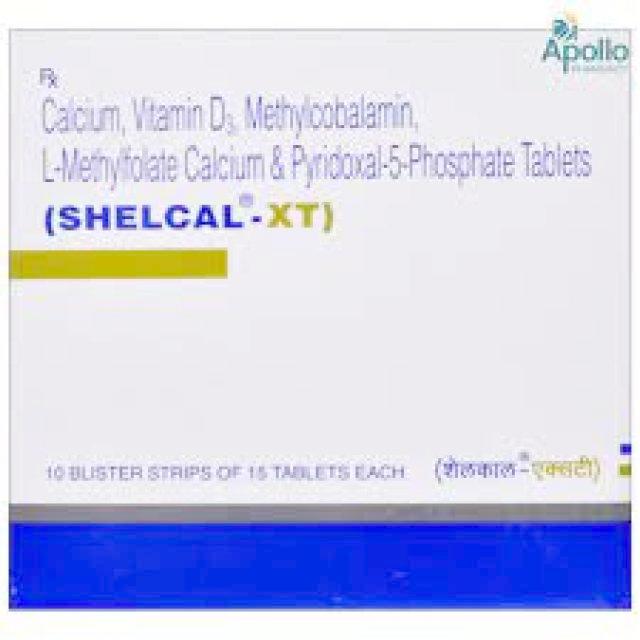 Apollo
Rx
Calcium, Vitamin D3, Methylcobalamin,
L-Methylfolate Calcium & Pyridoxal-5-Phosphate Tablets
(SHELCAL®-XT)
10 BLISTER STRIPS OF 15 TABLETS EACH
(शेलकाल®-एक्सटी)